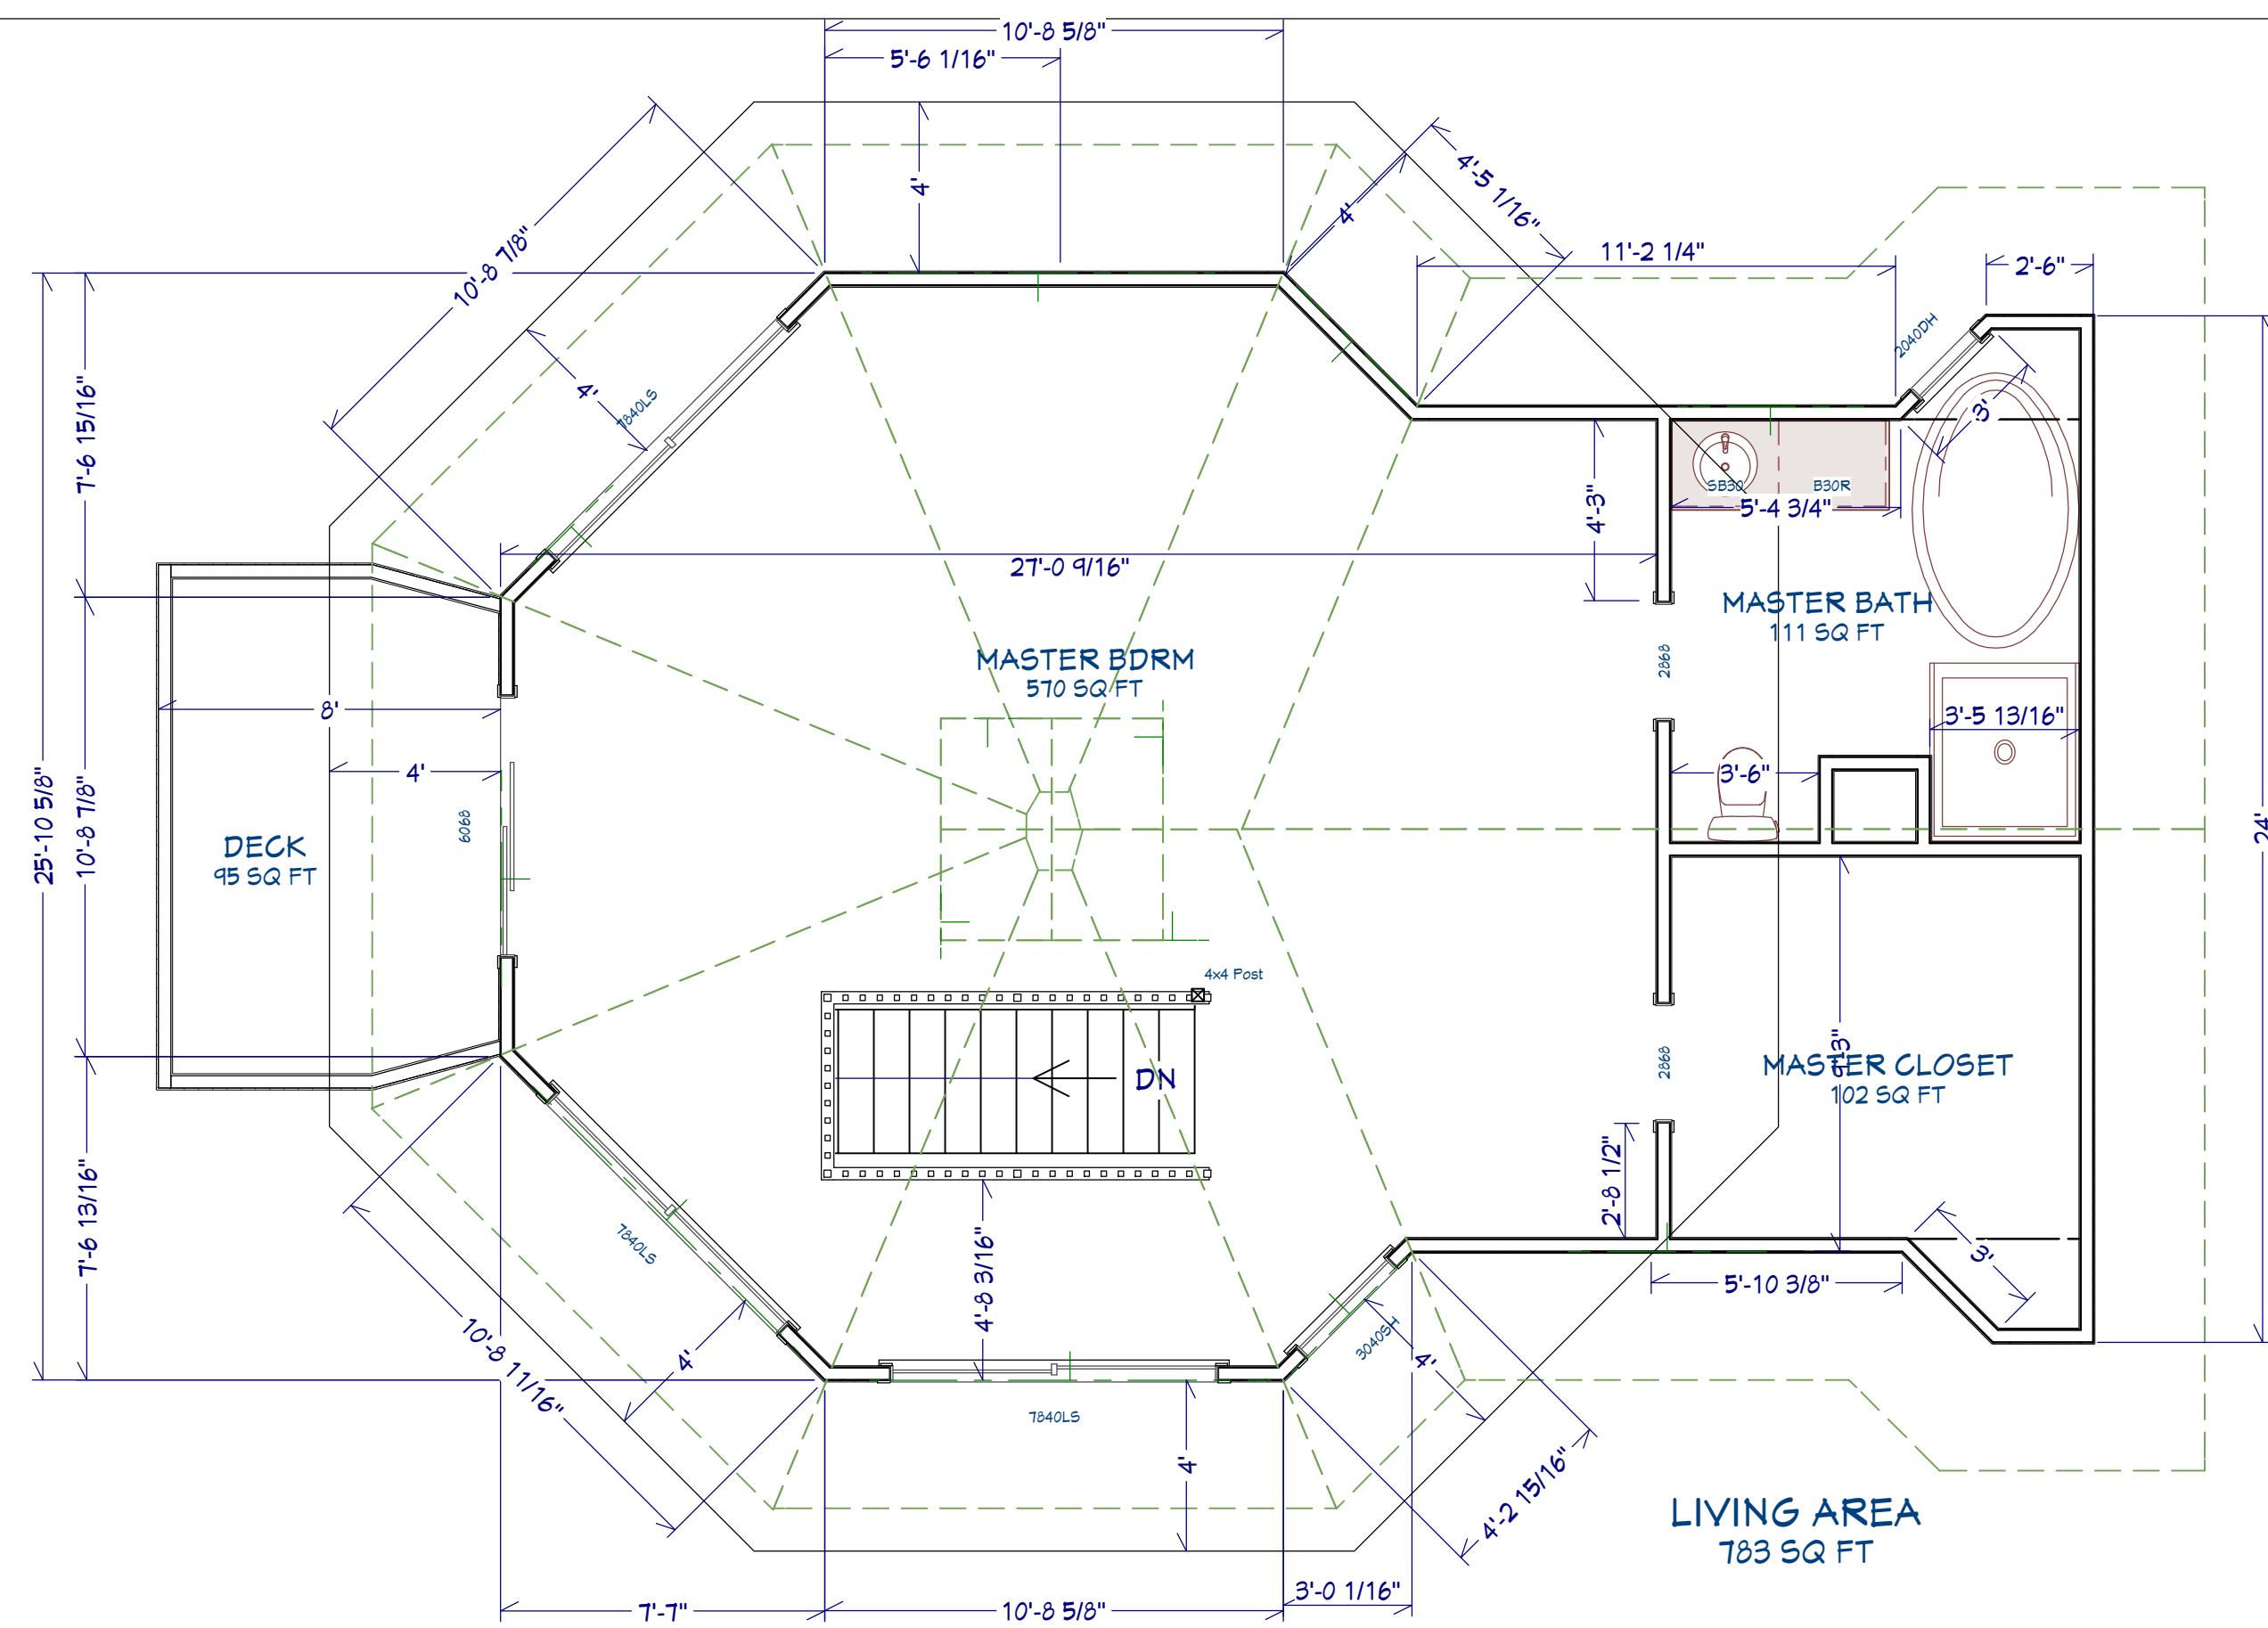 10'-8 5/8"
5'-6 1/16"
4'
4'-5 1/16"
4'
10'-8 7/8"
11'-2 1/4"
2'-6"
2040DH
4'
7840LS
3'
7'-6 15/16"
4'-3"
SB30
B30R
5'-4 3/4"
27'-0 9/16"
MASTER BATH
111 SQ FT
MASTER BDRM
570 SQ FT
2868
8'
3'-5 13/16"
4'
3'-6"
25'-10 5/8"
10'-8 7/8"
6068
24'
DECK
95 SQ FT
4x4 Post
DN
2868
MASTER CLOSET
102 SQ FT
7'-6 13/16"
2'-8 1/2"
7840LS
4'-8 3/16"
3'
5'-10 3/8"
10'-8 11/16"
4'
3040SH
4'
7840LS
4'
4'-2 15/16"
LIVING AREA
783 SQ FT
7'-7"
10'-8 5/8"
3'-0 1/16"